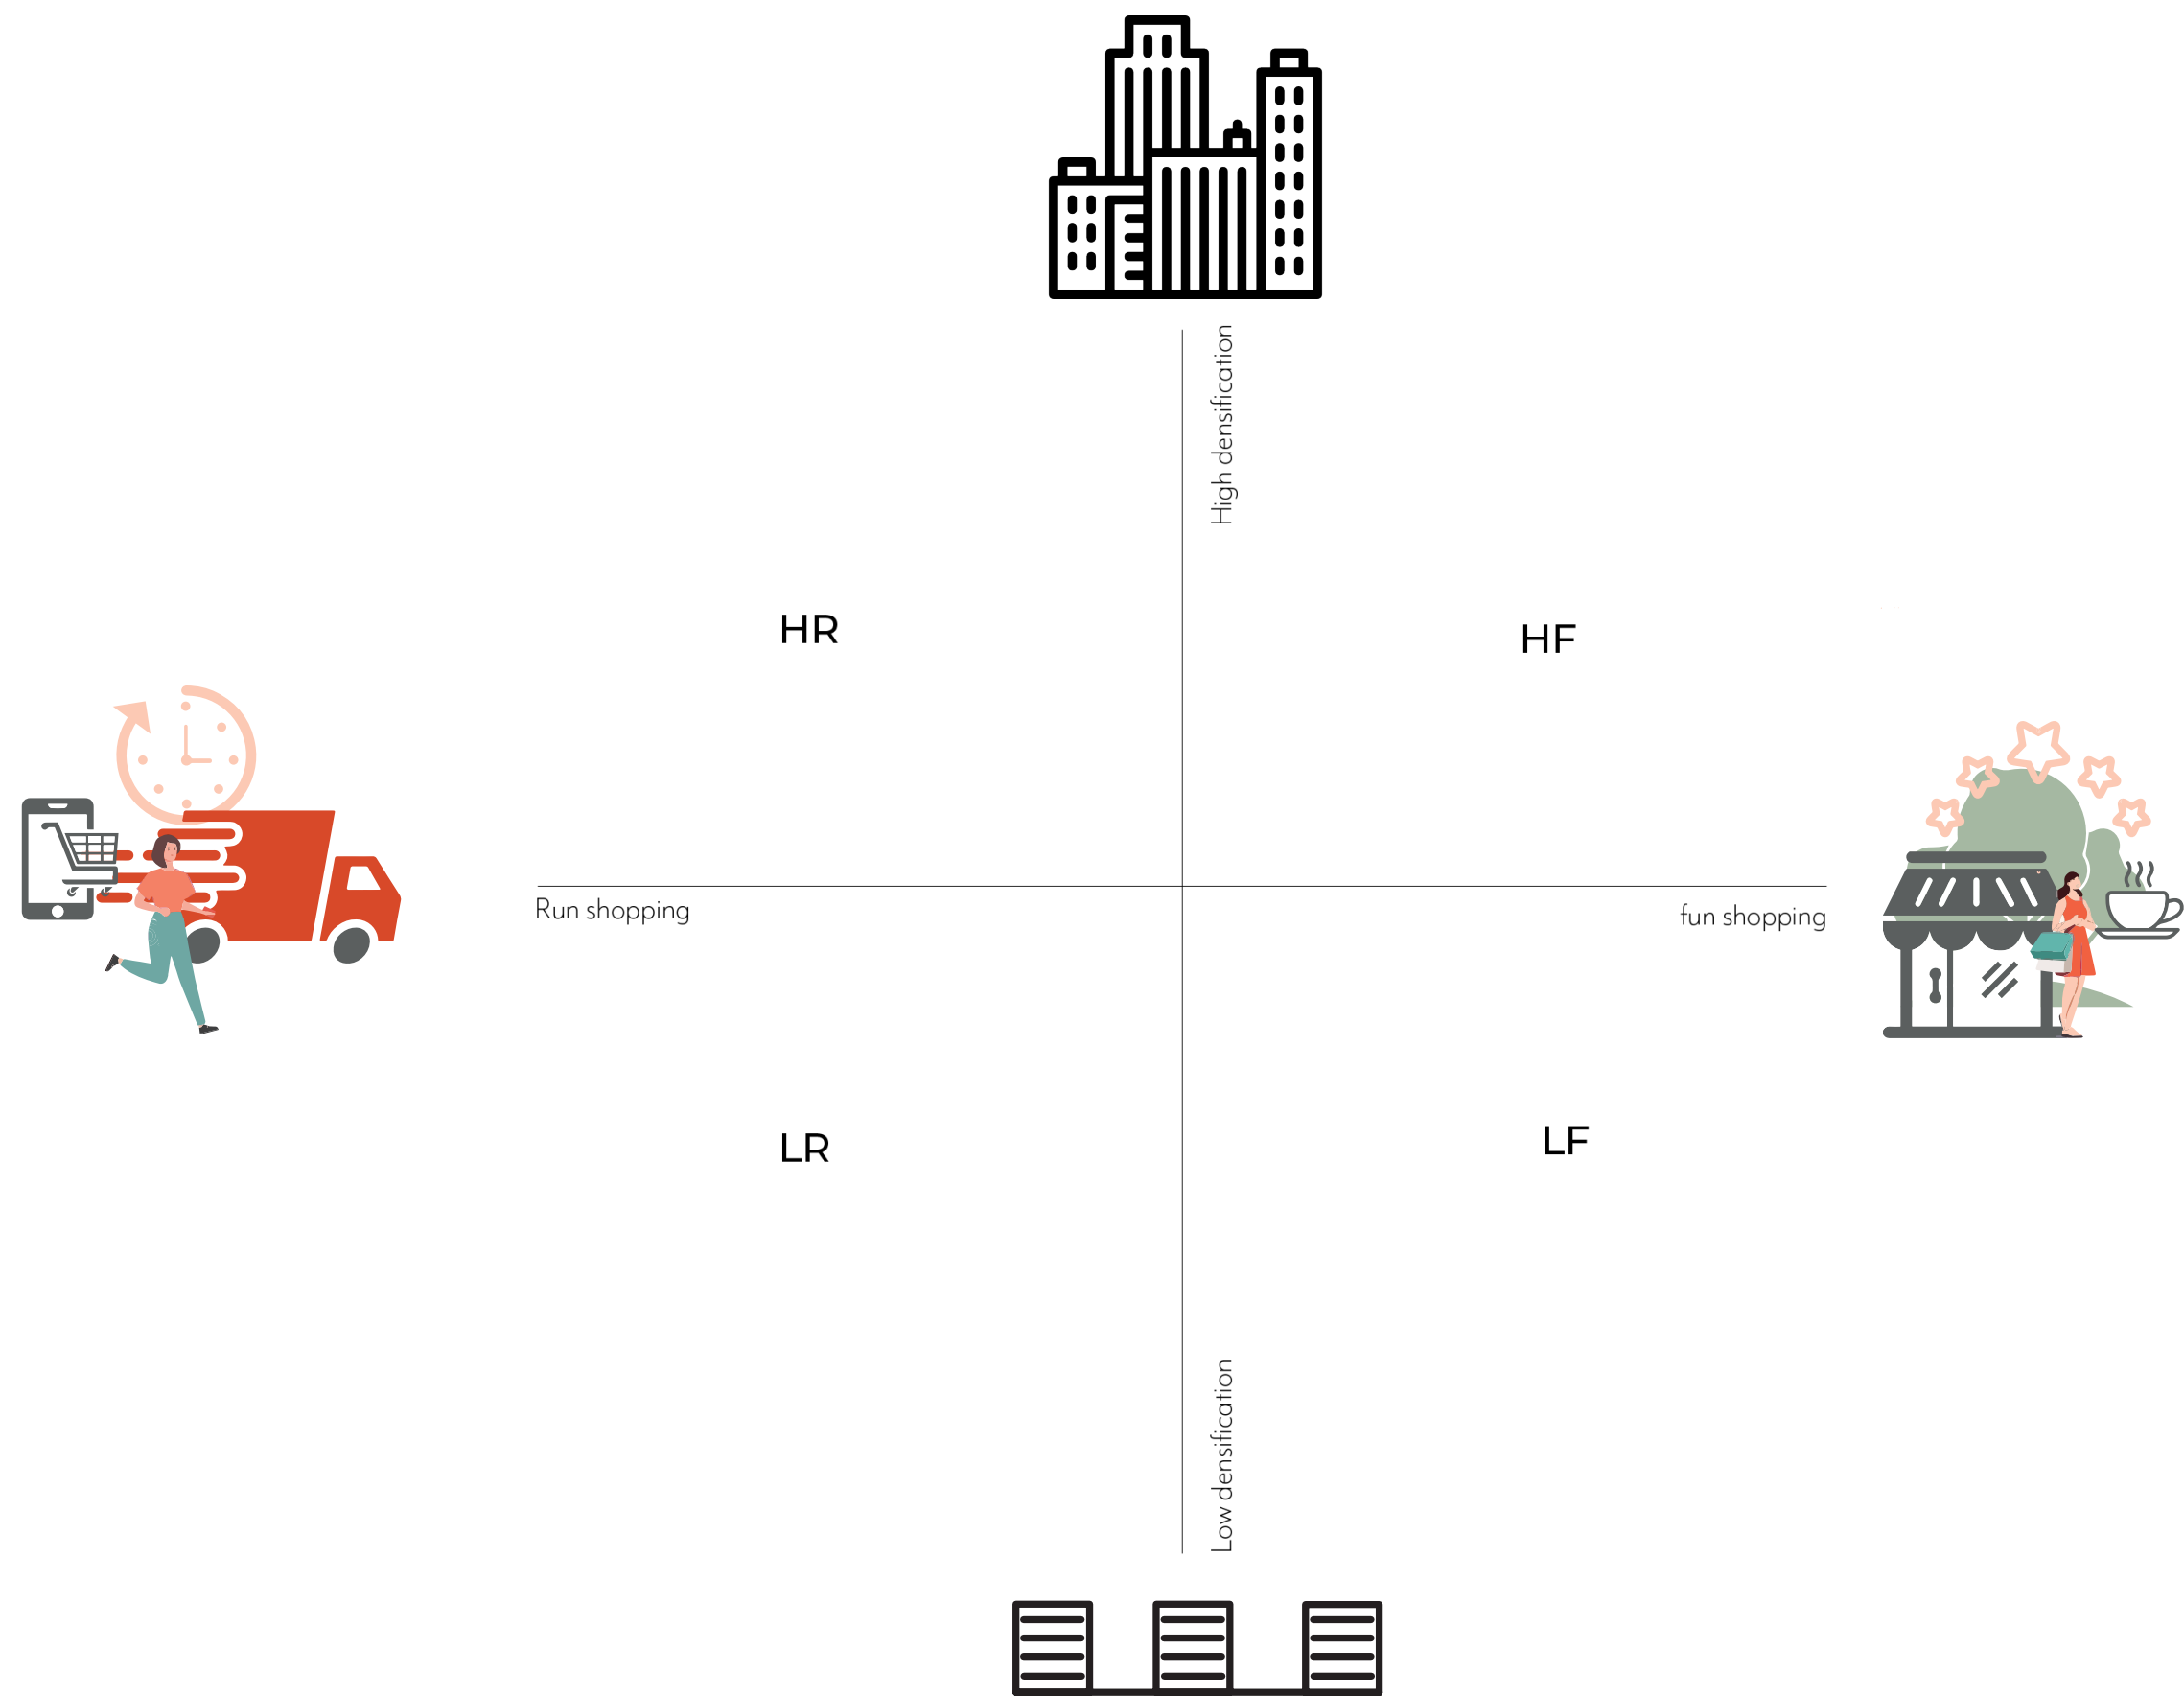 High densification
HR
HF
Run shopping
fun shopping
LR
LF
Low densification